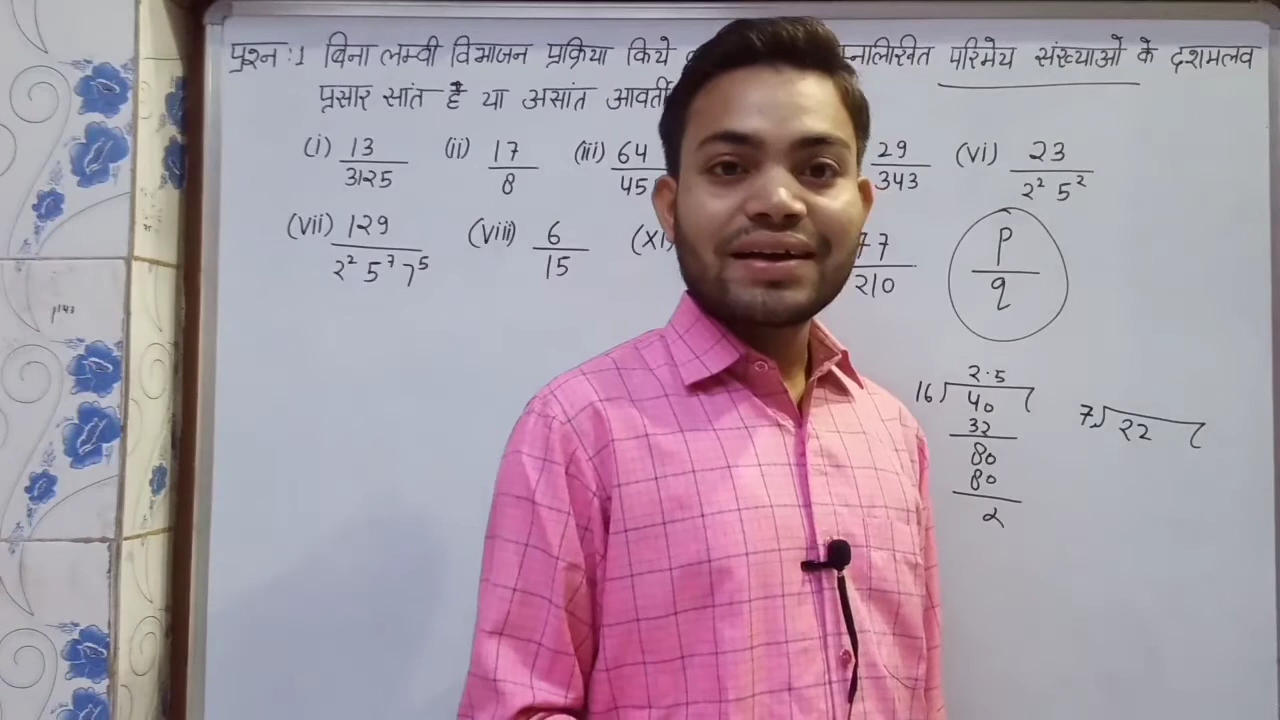 प्रश्न :1 बिना लम्बी विभाजन प्रक्रिया किये परिमेय संख्याओं के दशमलव
प्रसार सांत है या असांत आवर्ती
(i) 13/3125 (ii) 17/8 (iii) 64/45 29/343 (vi) 23/2² 5²
(vii) 129/2² 5⁷ 7⁵ (viii) 6/15 (xi) 77/210 p/q
2.5
16) 40
7) 22
32
80
80